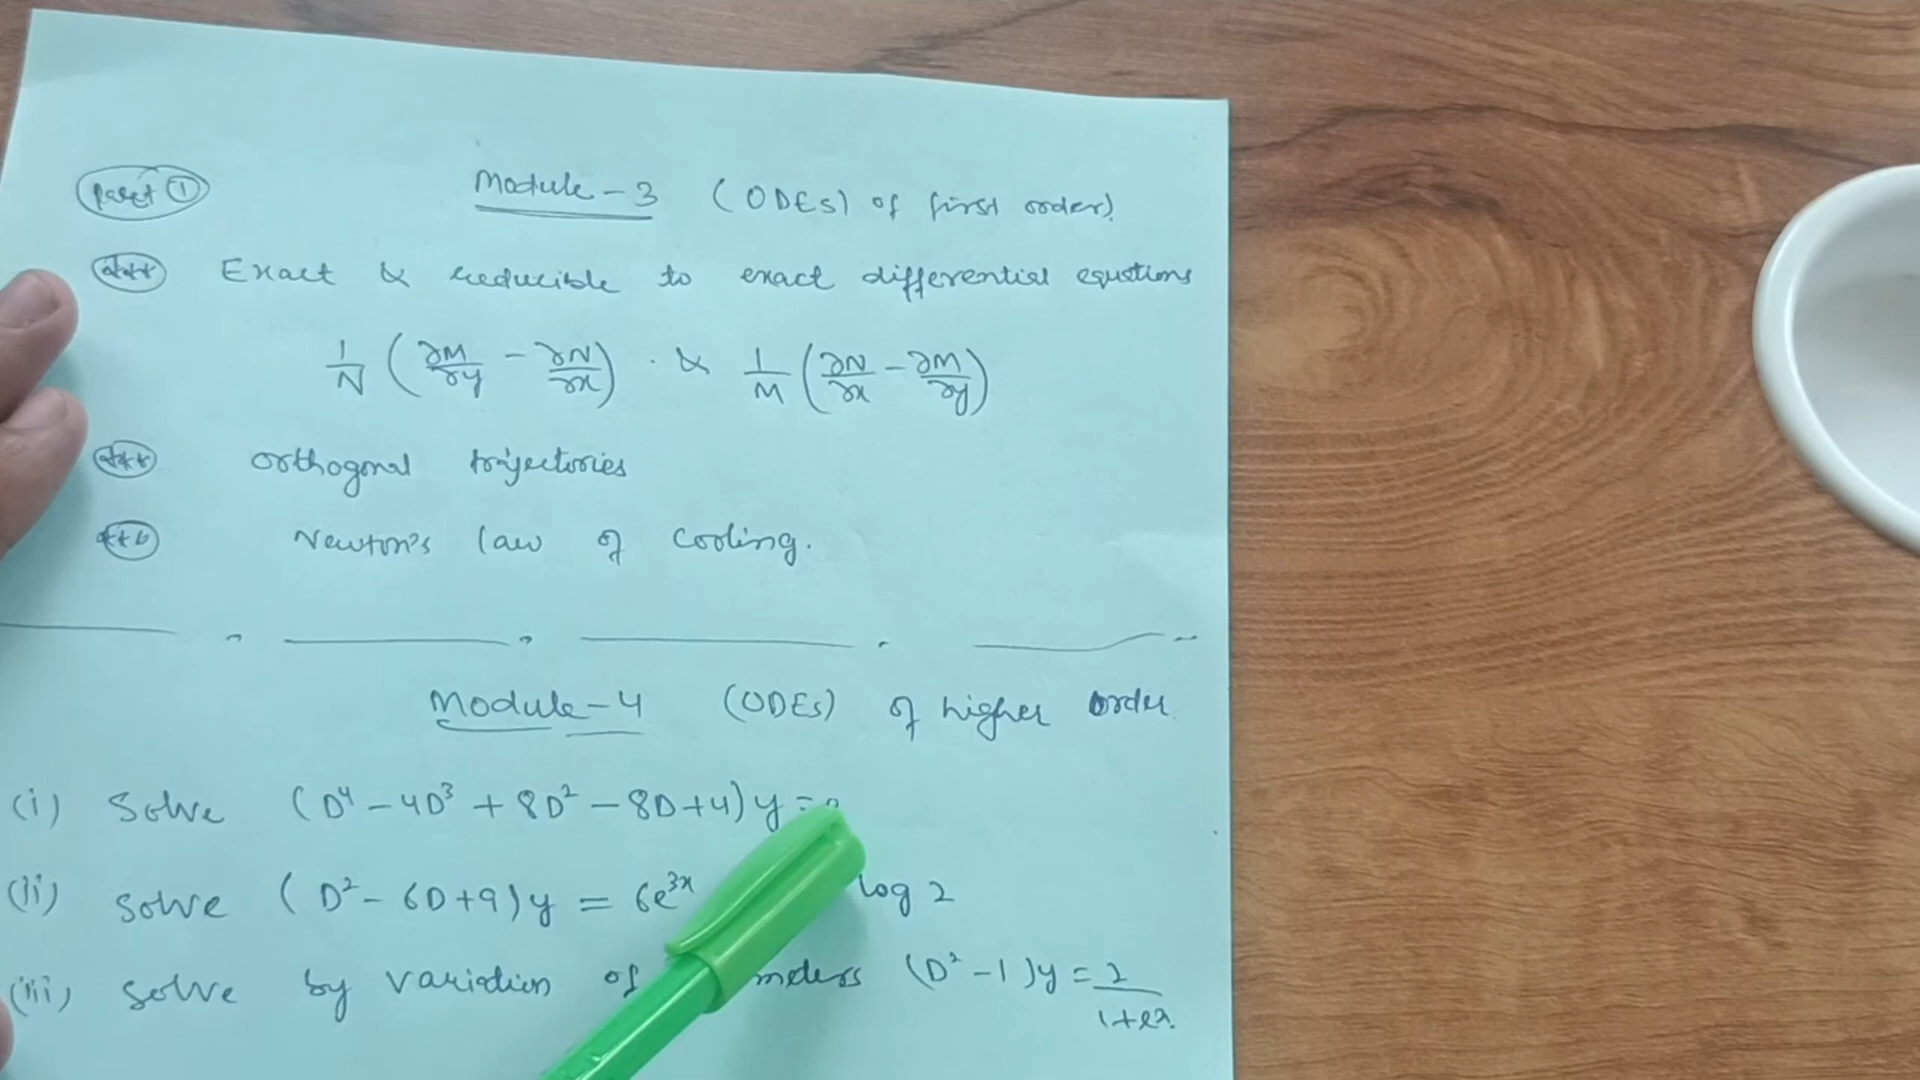 Part ① Module-3 (ODEs) of first order).
*** Exact & reducible to exact differential equstions
1/N (∂M/∂y - ∂N/∂x) . & 1/M (∂N/∂x - ∂M/∂y)
*** orthogonal trajectories
*** Newton's law of cooling.
Module-4 (ODEs) of higher order
(i) Solve (D⁴ - 4D³ + 8D² - 8D + 4) y =
(ii) solve (D² - 6D + 9) y = 6e³ˣ log 2
(iii) solve by variation of (D² - 1) y = 2/1+eˣ